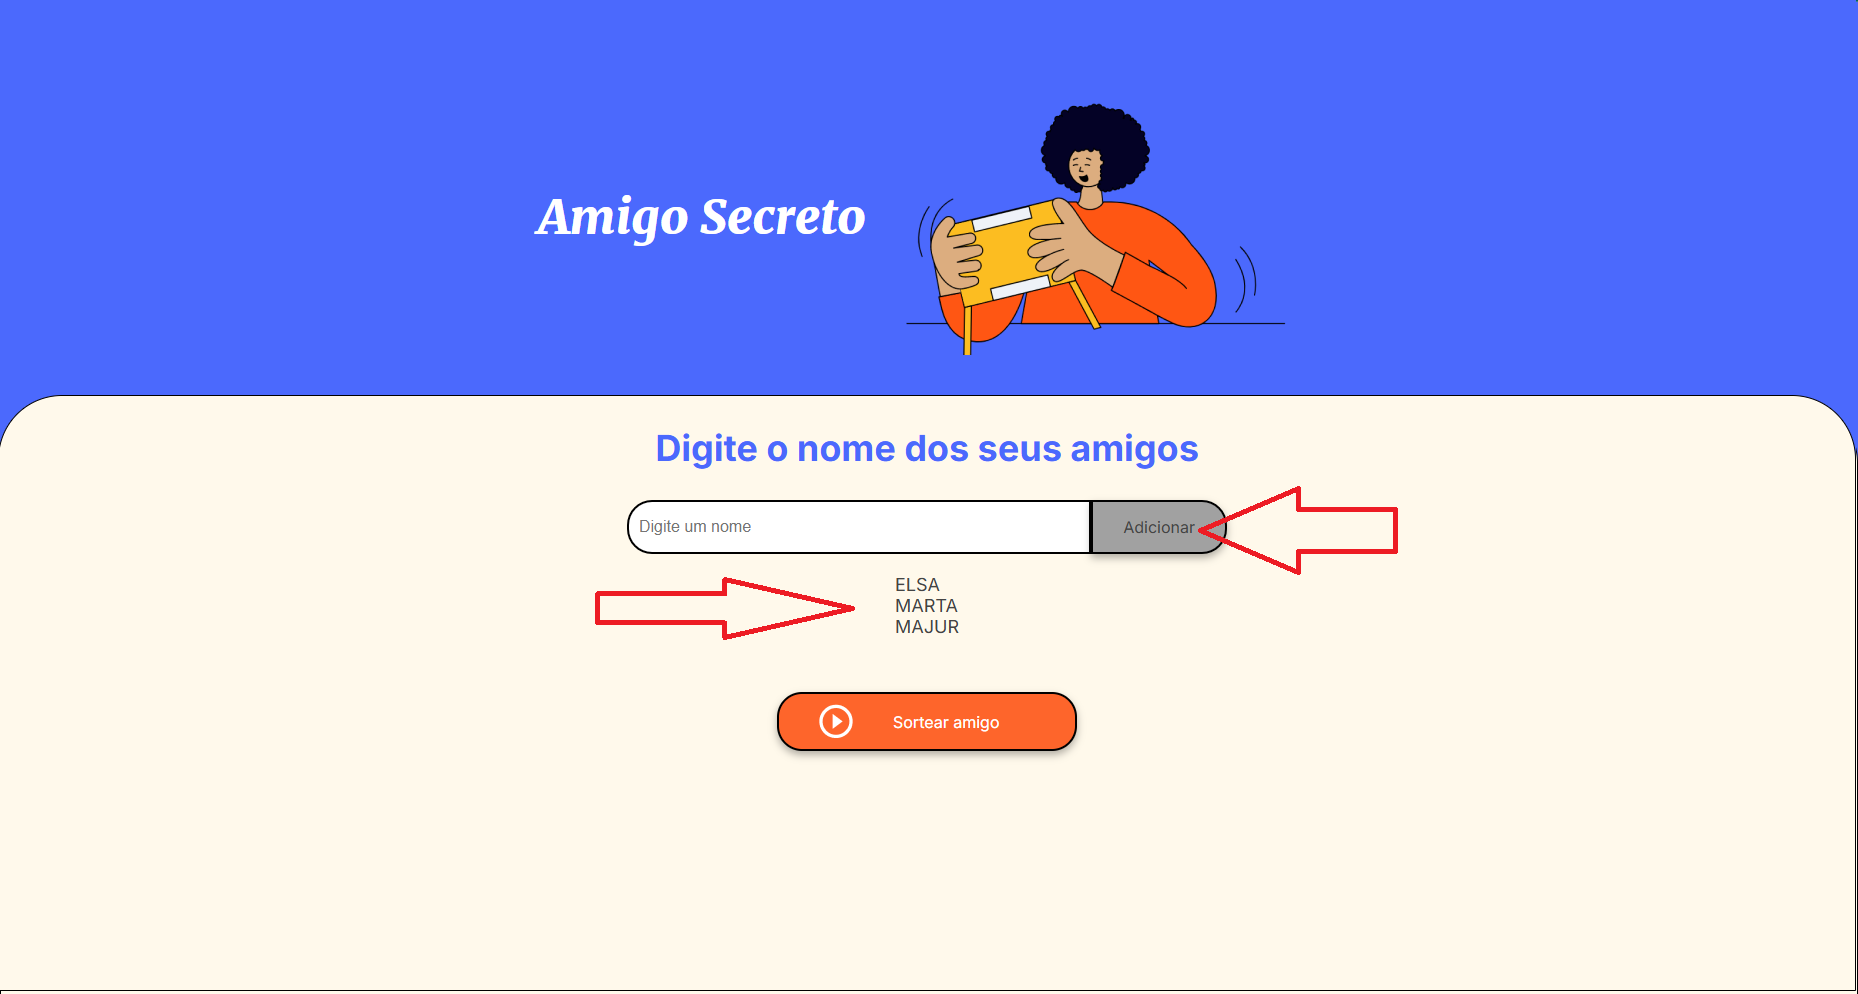 Amigo Secreto
Digite o nome dos seus amigos
Digite um nome
Adicionar
ELSA
MARTA
MAJUR
Sortear amigo